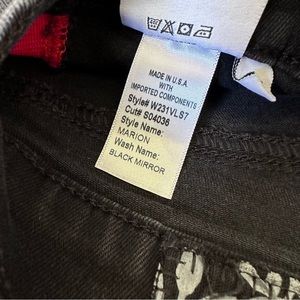 MADE IN U.S.A
WITH
IMPORTED COMPONENTS
Style# W231VLS7
Cut# S04036
Style Name:
MARION
Wash Name:
BLACK MIRROR